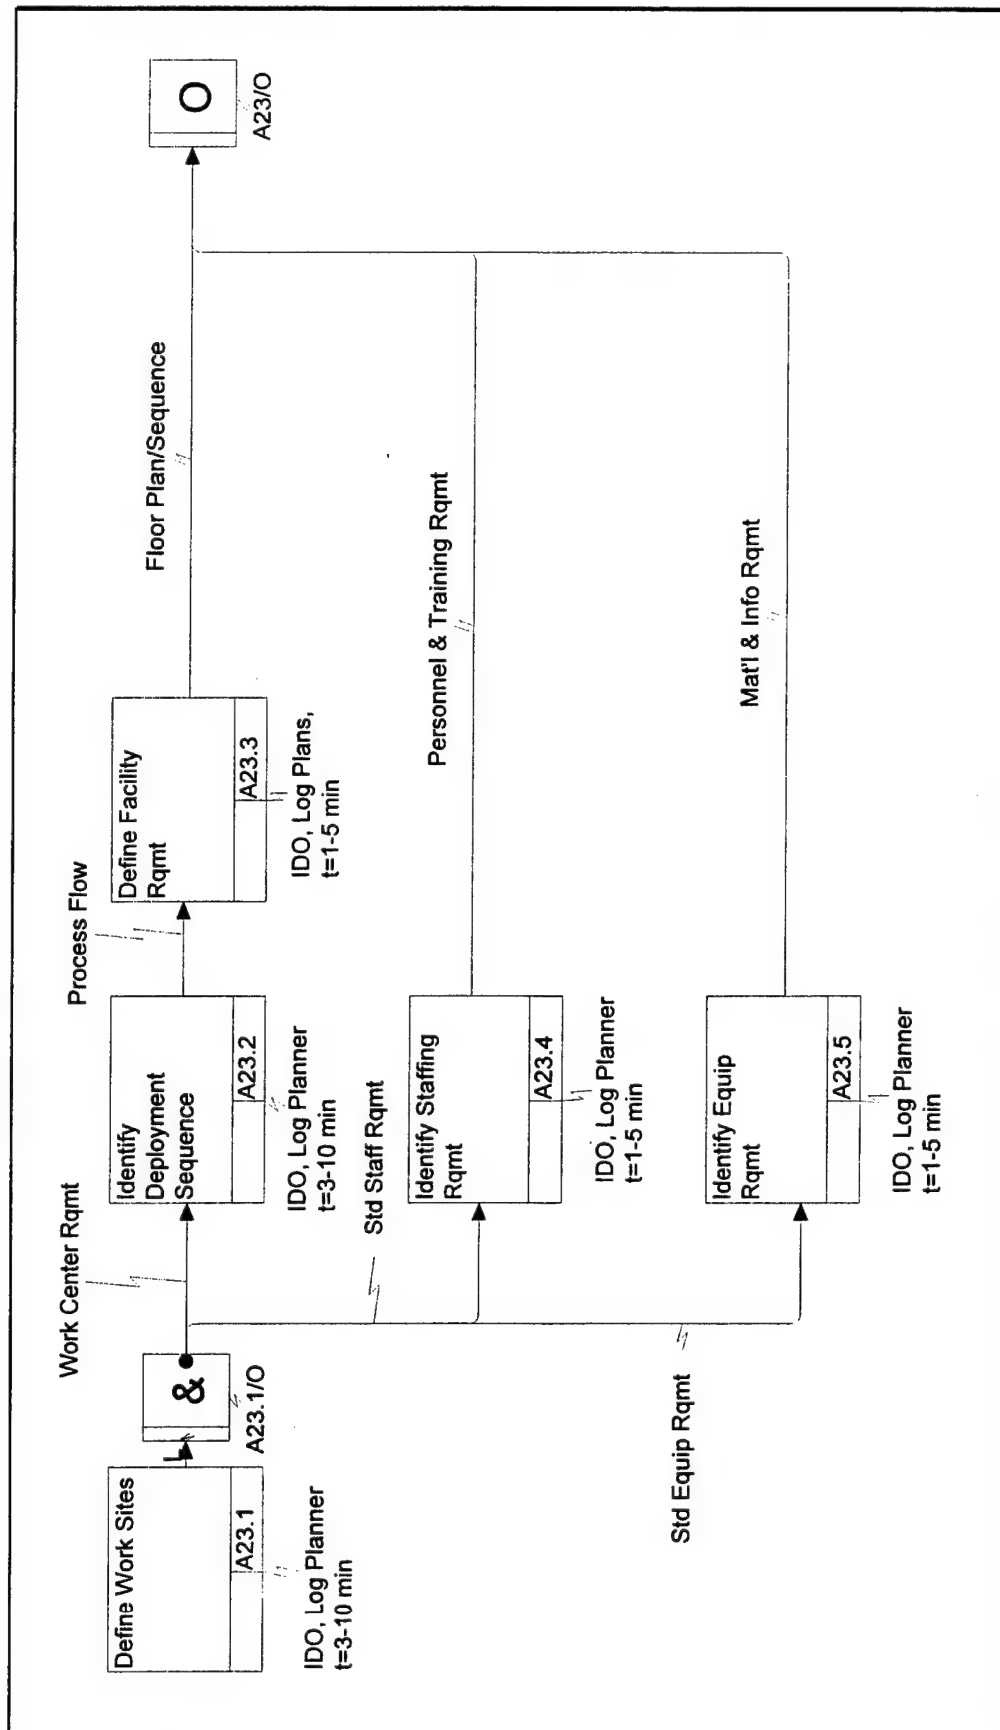 Define Work Sites
A23.1
IDO, Log Planner
t=3-10 min
&
A23.1/O
Work Center Rqmt
Identify
Deployment
Sequence
A23.2
IDO, Log Planner
t=3-10 min
Process Flow
Define Facility
Rqmt
A23.3
IDO, Log Plans,
t=1-5 min
Floor Plan/Sequence
O
A23/O
Std Staff Rqmt
Identify Staffing
Rqmt
A23.4
IDO, Log Planner
t=1-5 min
Personnel & Training Rqmt
Std Equip Rqmt
Identify Equip
Rqmt
A23.5
IDO, Log Planner
t=1-5 min
Mat'l & Info Rqmt